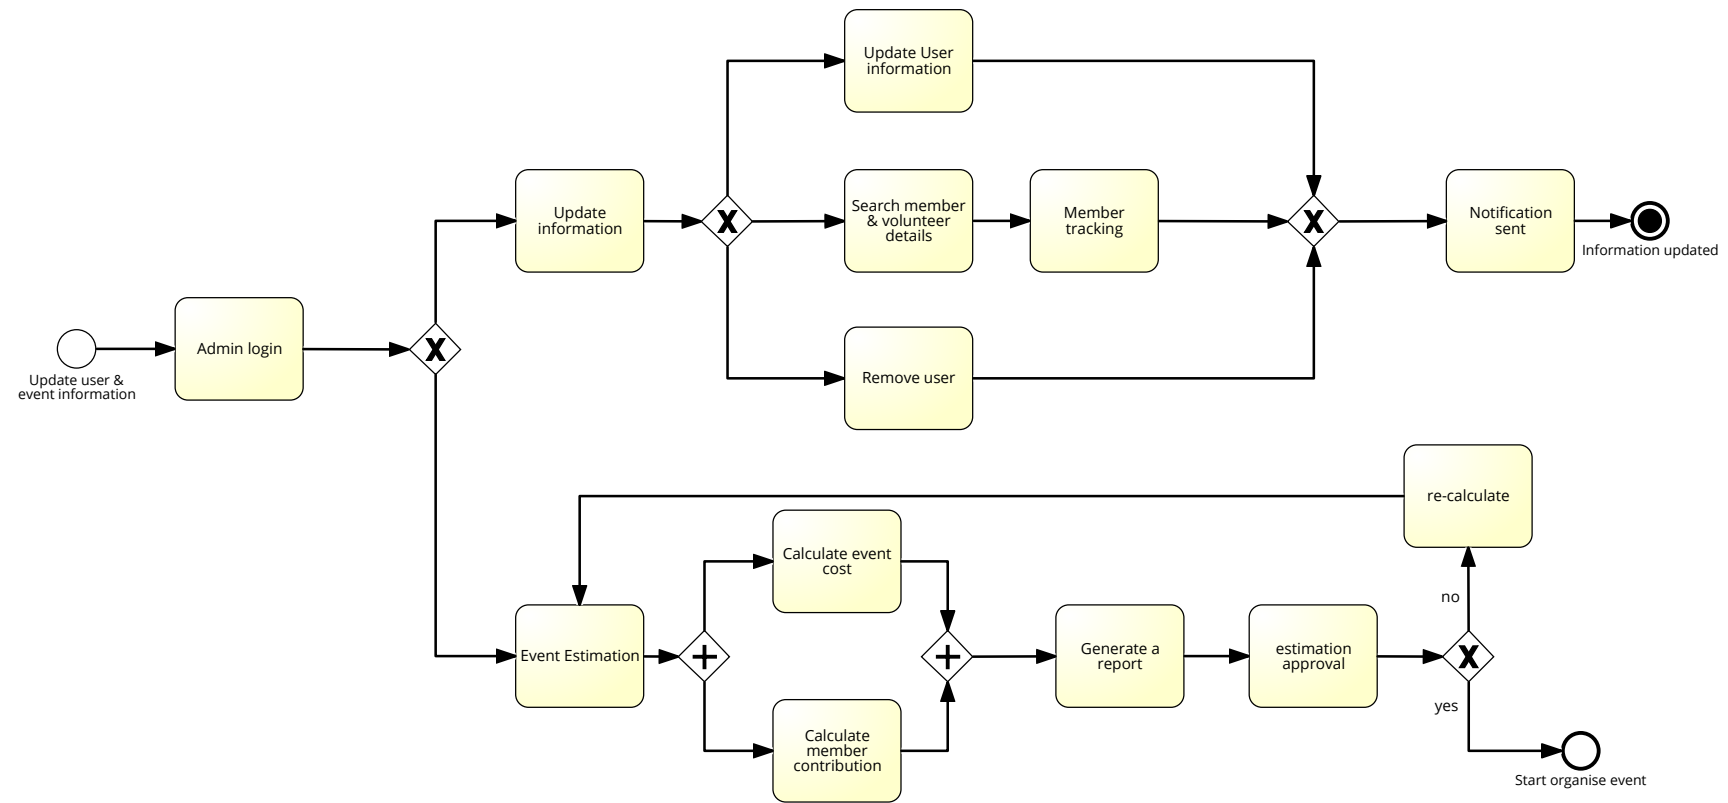 Update User
information
Update
information
Search member
& volunteer
details
Member
tracking
Notification
sent
Information updated
Admin login
Update user &
event information
Remove user
re-calculate
Calculate event
cost
no
Event Estimation
Generate a
report
estimation
approval
yes
Calculate
member
contribution
Start organise event